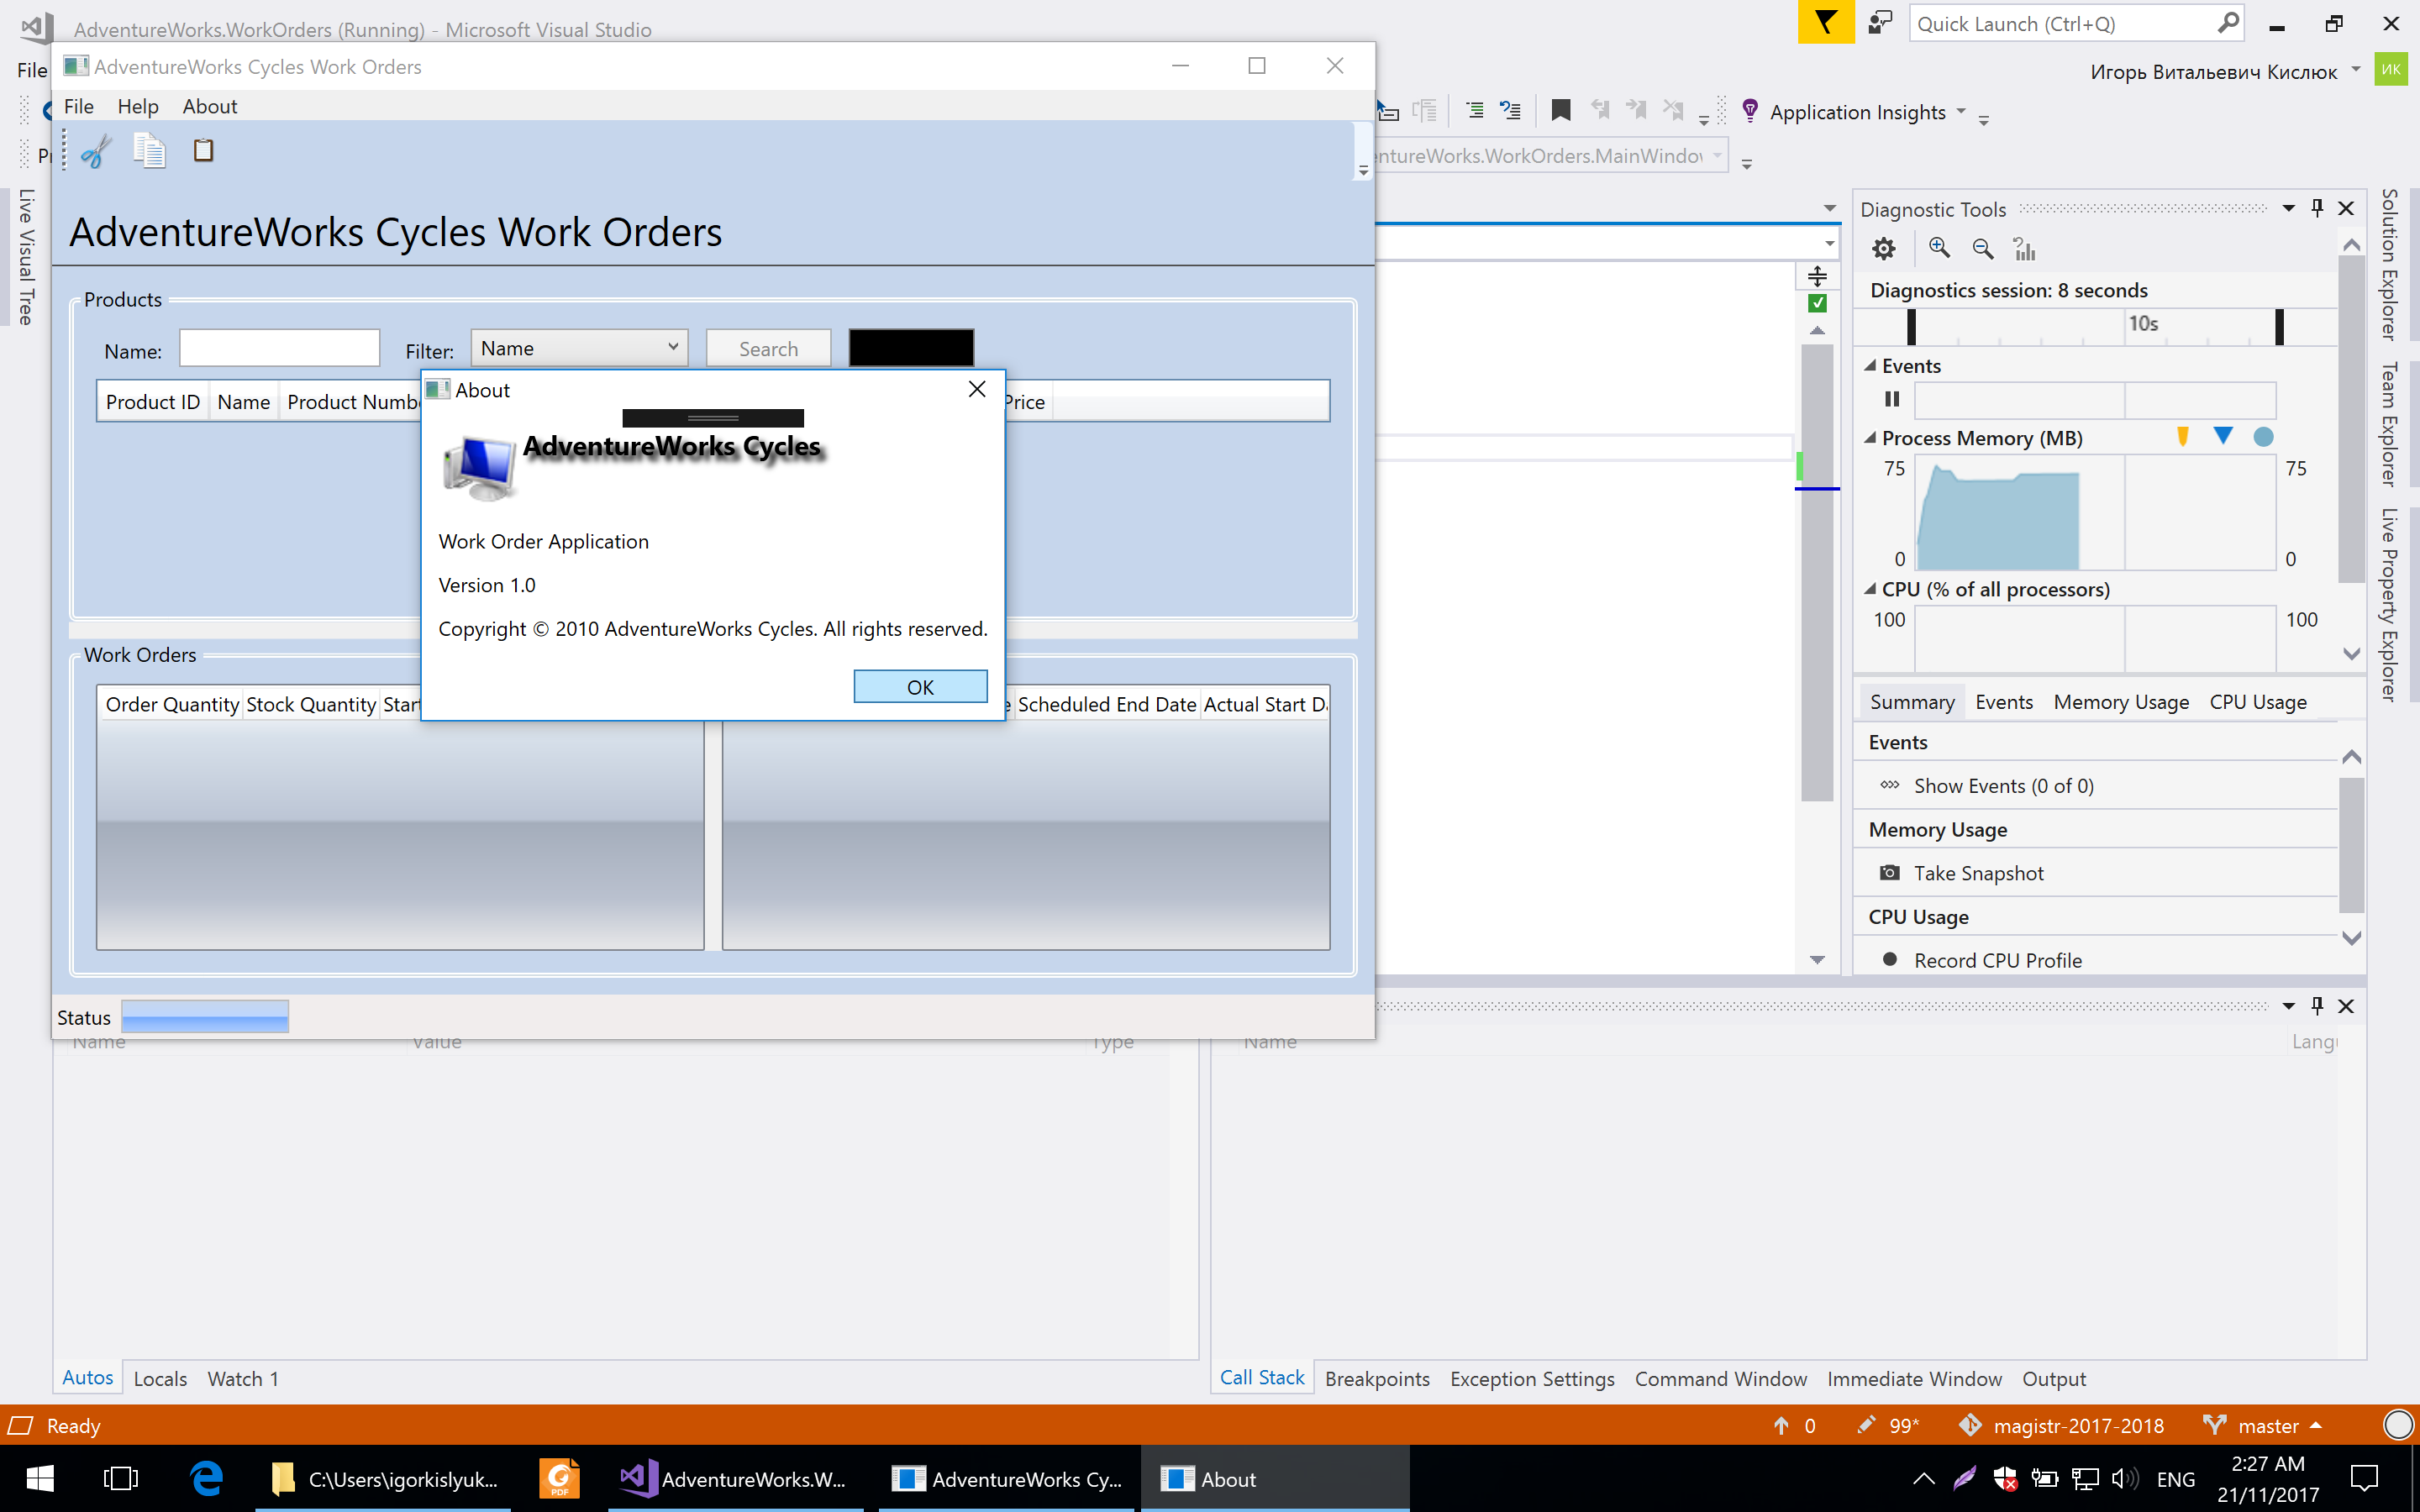 AdventureWorks.WorkOrders (Running) - Microsoft Visual Studio
Quick Launch (Ctrl+Q)
File
AdventureWorks Cycles Work Orders
Игорь Витальевич Кислюк
ИК
File Help About
Application Insights
Pr
entureWorks.WorkOrders.MainWindov
Live Visual Tree
AdventureWorks Cycles Work Orders
Products
Name:
Filter:
Name
Search
Product ID Name Product Numb Price
About
AdventureWorks Cycles
Work Order Application
Version 1.0
Copyright © 2010 AdventureWorks Cycles. All rights reserved.
OK
Work Orders
Order Quantity Stock Quantity Star Scheduled End Date Actual Start Da
Status
Diagnostic Tools
Diagnostics session: 8 seconds
10s
Events
Process Memory (MB)
75 75
0 0
CPU (% of all processors)
100 100
Summary Events Memory Usage CPU Usage
Events
Show Events (0 of 0)
Memory Usage
Take Snapshot
CPU Usage
Record CPU Profile
Solution Explorer
Team Explorer
Live Property Explorer
Name Value Type
Name Langu
Autos Locals Watch 1
Call Stack Breakpoints Exception Settings Command Window Immediate Window Output
Ready
0 99* magistr-2017-2018 master
C:\Users\igorkislyuk...
PDF
AdventureWorks.W...
AdventureWorks Cy...
About
ENG
2:27 AM
21/11/2017